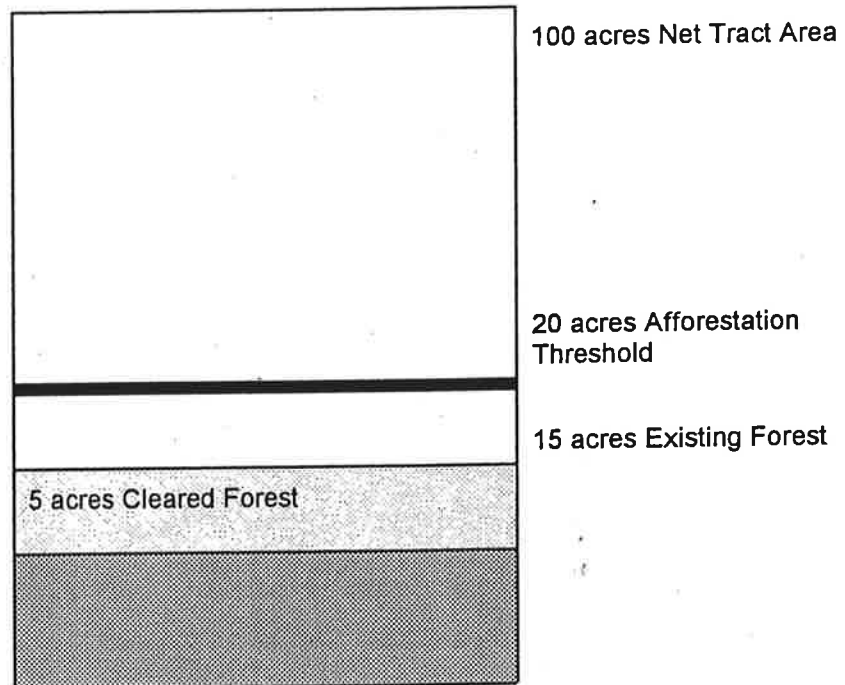 100 acres Net Tract Area
20 acres Afforestation
Threshold
15 acres Existing Forest
5 acres Cleared Forest